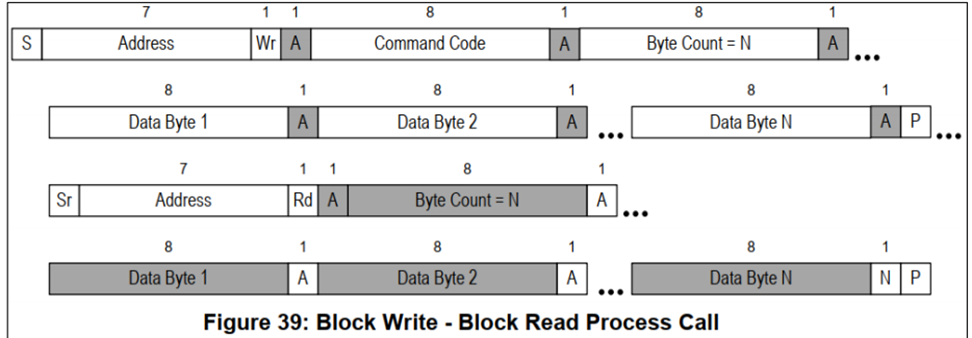 7 1 1 8 1 8 1
S Address Wr A Command Code A Byte Count = N A •••
8 1 8 1 8 1
Data Byte 1 A Data Byte 2 A ••• Data Byte N A P •••
7 1 1 8 1
Sr Address Rd A Byte Count = N A •••
8 1 8 1 8 1
Data Byte 1 A Data Byte 2 A ••• Data Byte N N P
Figure 39: Block Write - Block Read Process Call